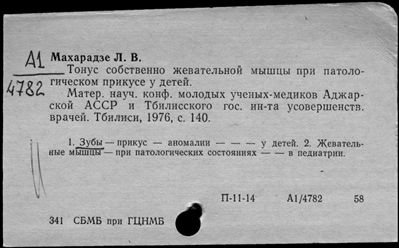 А1
4782
Махарадзе Л. В.
Тонус собственно жевательной мышцы при патоло-
гическом прикусе у детей.
Матер. науч. конф. молодых ученых-медиков Аджар-
ской АССР и Тбилисского гос. ин-та усовершенств.
врачей. Тбилиси, 1976, с. 140.
1. Зубы — прикус — аномалии — — — у детей. 2. Жеватель-
ные мышцы — при патологических состояниях — — в педиатрии.
П-11-14 А1/4782 58
341 СБМБ при ГЦНМБ